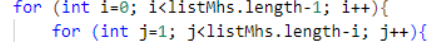 for (int i=0; i<listMhs.length-1; i++){
for (int j=1; j<listMhs.length-i; j++){